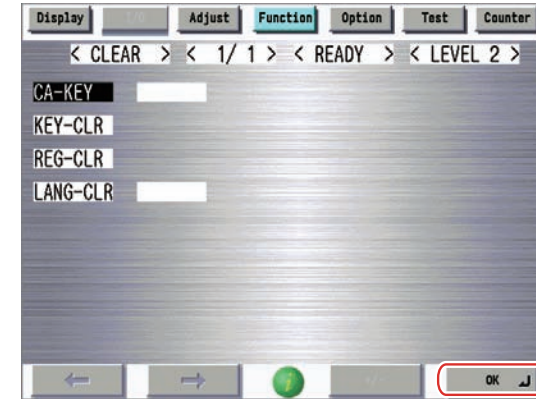 Display I/O Adjust Function Option Test Counter
< CLEAR > < 1/ 1 > < READY > < LEVEL 2 >
CA-KEY
KEY-CLR
REG-CLR
LANG-CLR
+/- OK